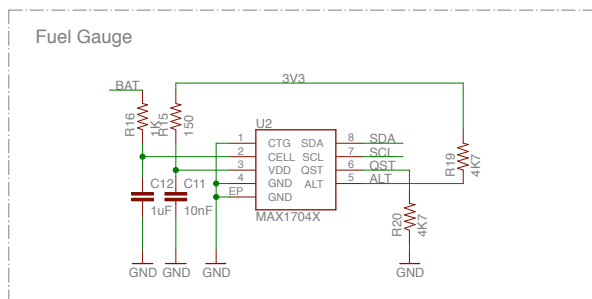 Fuel Gauge
3V3
BAT
R16
1K
R15
150
U2
1 CTG SDA 8 SDA
2 CELL SCL 7 SCL
3 VDD QST 6 QST
4 GND ALT 5 ALT
EP GND
MAX1704X
R19
4K7
C12
1uF
C11
10nF
R20
4K7
GND GND GND GND